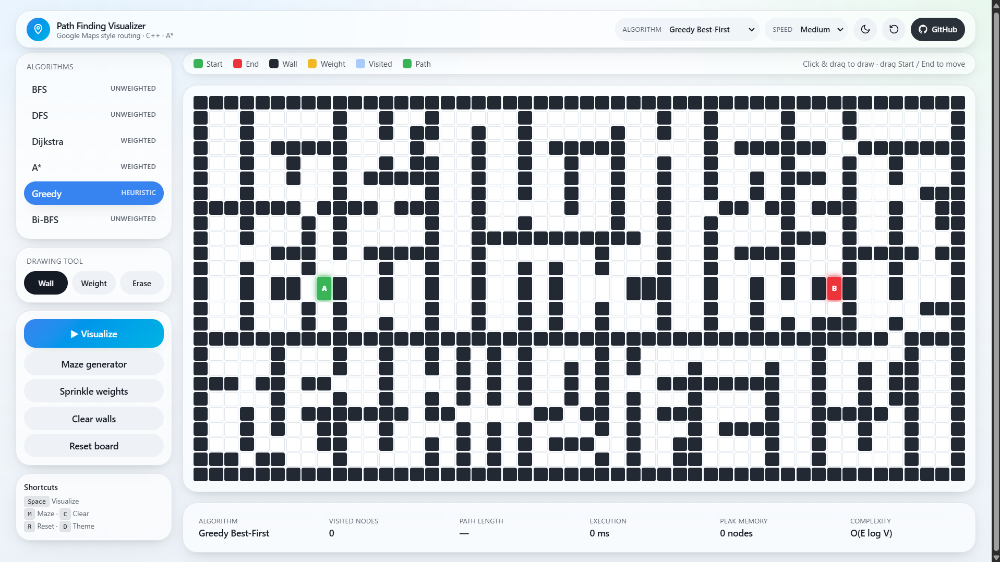 Path Finding Visualizer
Google Maps style routing · C++ · A*
ALGORITHM Greedy Best-First
SPEED Medium
GitHub
ALGORITHMS
BFS UNWEIGHTED
DFS UNWEIGHTED
Dijkstra WEIGHTED
A* WEIGHTED
Greedy HEURISTIC
Bi-BFS UNWEIGHTED
DRAWING TOOL
Wall Weight Erase
▶ Visualize
Maze generator
Sprinkle weights
Clear walls
Reset board
Shortcuts
Space Visualize
M Maze · C Clear
R Reset · D Theme
Start End Wall Weight Visited Path
Click & drag to draw · drag Start / End to move
A
B
ALGORITHM
Greedy Best-First
VISITED NODES
0
PATH LENGTH
—
EXECUTION
0 ms
PEAK MEMORY
0 nodes
COMPLEXITY
O(E log V)